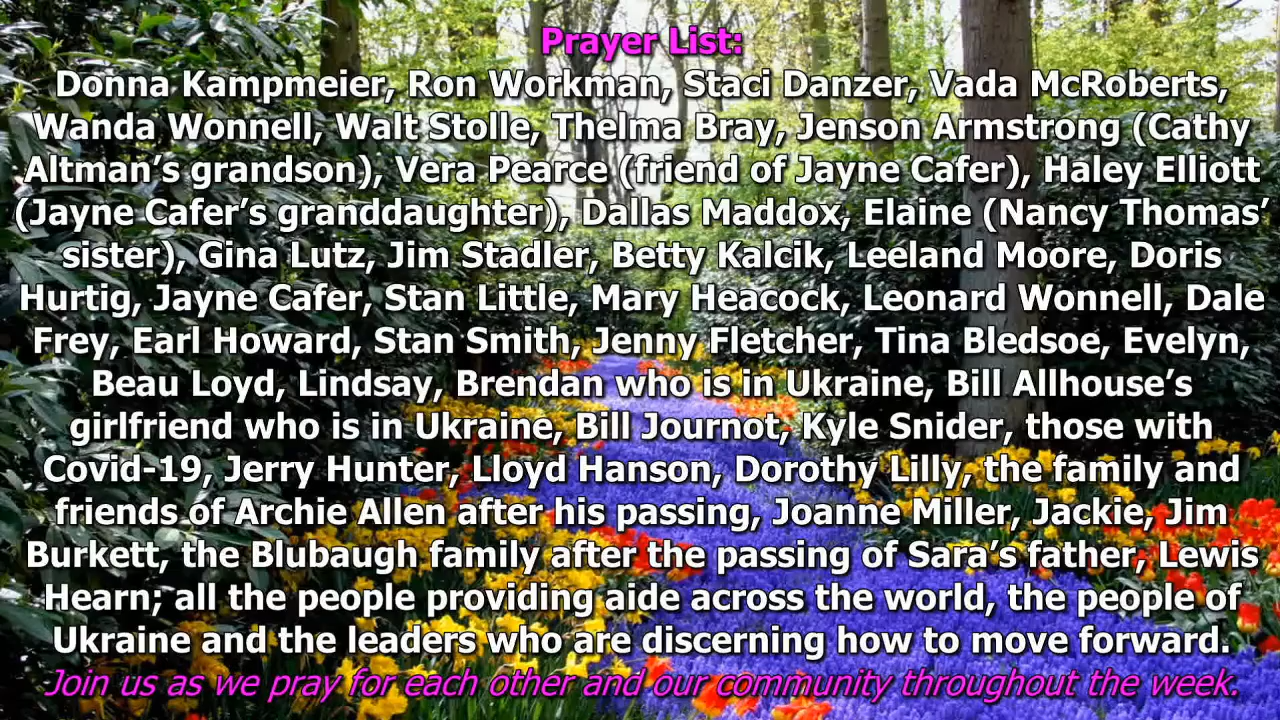 Prayer List:
Donna Kampmeier, Ron Workman, Staci Danzer, Vada McRoberts,
Wanda Wonnell, Walt Stolle, Thelma Bray, Jenson Armstrong (Cathy
Altman’s grandson), Vera Pearce (friend of Jayne Cafer), Haley Elliott
(Jayne Cafer’s granddaughter), Dallas Maddox, Elaine (Nancy Thomas’
sister), Gina Lutz, Jim Stadler, Betty Kalcik, Leeland Moore, Doris
Hurtig, Jayne Cafer, Stan Little, Mary Heacock, Leonard Wonnell, Dale
Frey, Earl Howard, Stan Smith, Jenny Fletcher, Tina Bledsoe, Evelyn,
Beau Loyd, Lindsay, Brendan who is in Ukraine, Bill Allhouse’s
girlfriend who is in Ukraine, Bill Journot, Kyle Snider, those with
Covid-19, Jerry Hunter, Lloyd Hanson, Dorothy Lilly, the family and
friends of Archie Allen after his passing, Joanne Miller, Jackie, Jim
Burkett, the Blubaugh family after the passing of Sara’s father, Lewis
Hearn; all the people providing aide across the world, the people of
Ukraine and the leaders who are discerning how to move forward.
Join us as we pray for each other and our community throughout the week.